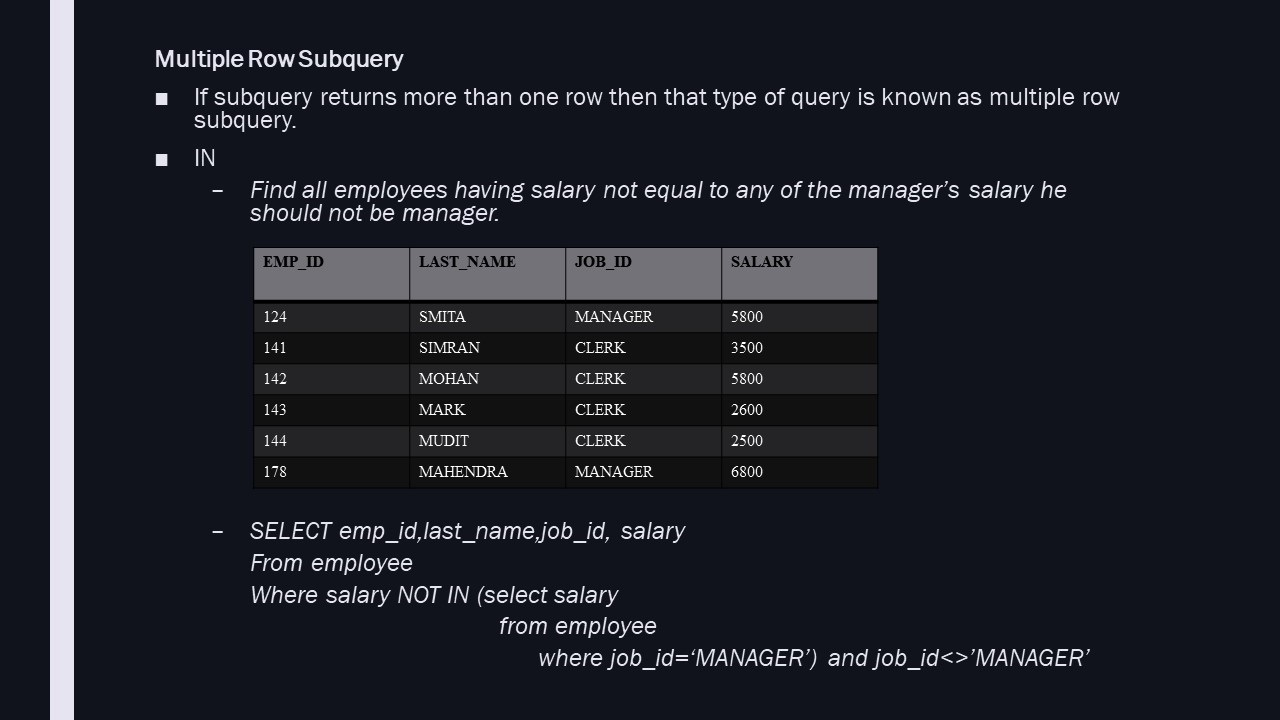 Multiple Row Subquery
■ If subquery returns more than one row then that type of query is known as multiple row
subquery.
■ IN
– Find all employees having salary not equal to any of the manager’s salary he
should not be manager.
EMP_ID LAST_NAME JOB_ID SALARY
124 SMITA MANAGER 5800
141 SIMRAN CLERK 3500
142 MOHAN CLERK 5800
143 MARK CLERK 2600
144 MUDIT CLERK 2500
178 MAHENDRA MANAGER 6800
– SELECT emp_id,last_name,job_id, salary
From employee
Where salary NOT IN (select salary
from employee
where job_id=‘MANAGER’) and job_id<>’MANAGER’